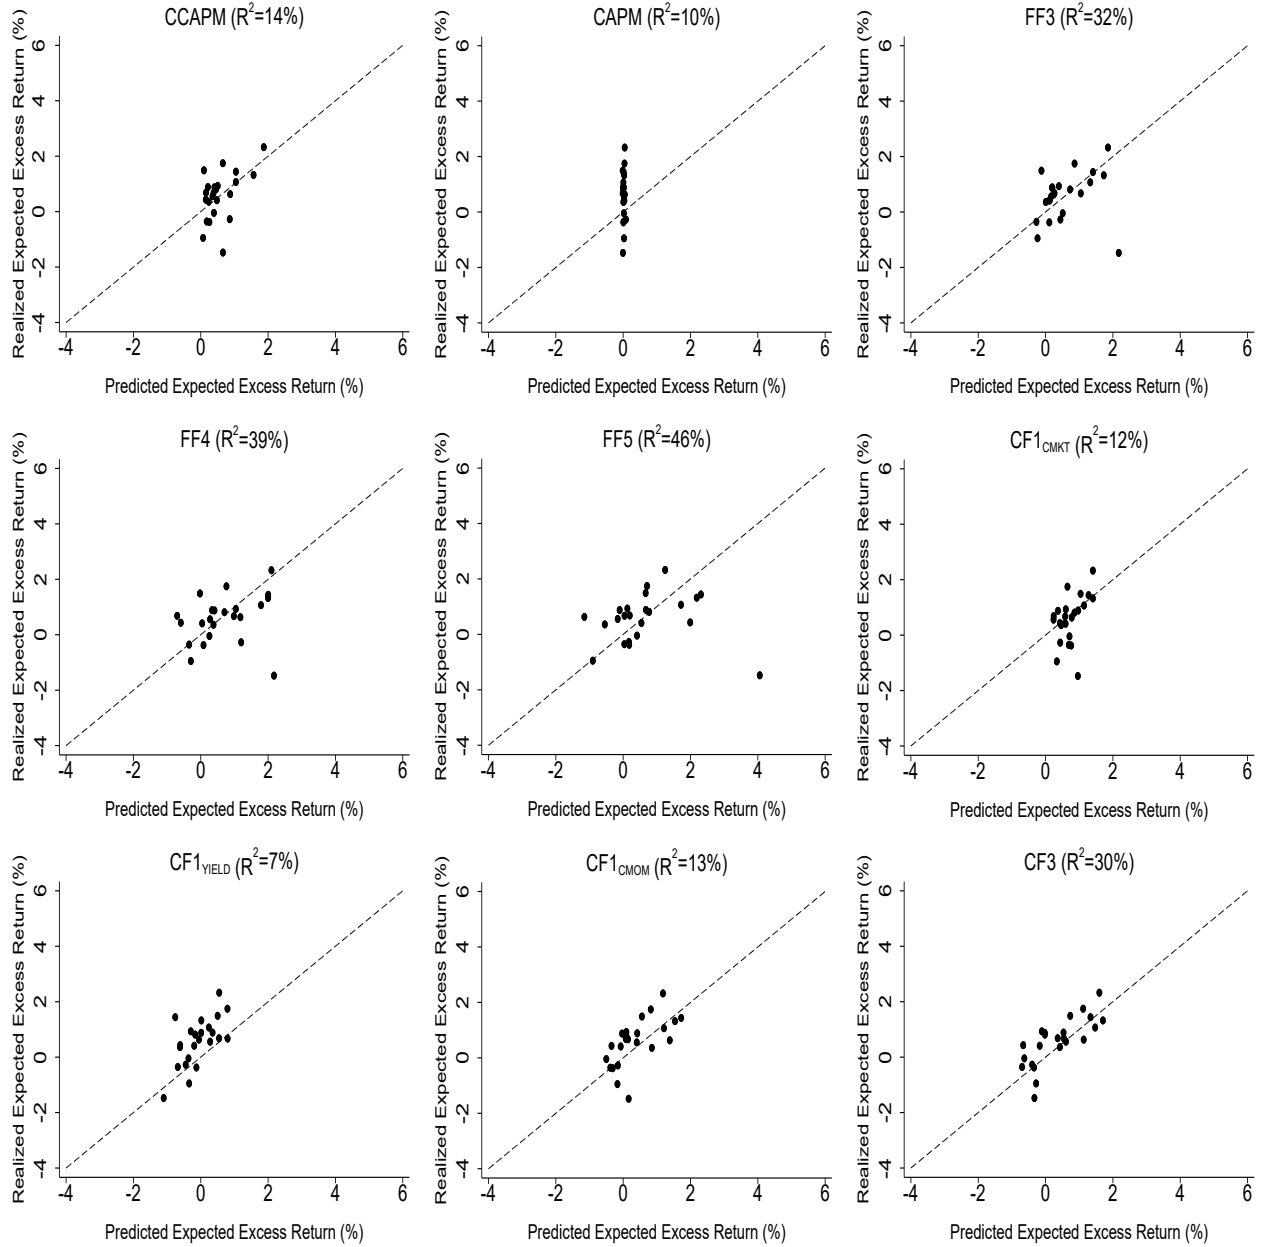 CCAPM (R²=14%)
Realized Expected Excess Return (%)
6
4
2
0
-2
-4
-4 -2 0 2 4 6
Predicted Expected Excess Return (%)
CAPM (R²=10%)
Realized Expected Excess Return (%)
6
4
2
0
-2
-4
-4 -2 0 2 4 6
Predicted Expected Excess Return (%)
FF3 (R²=32%)
Realized Expected Excess Return (%)
6
4
2
0
-2
-4
-4 -2 0 2 4 6
Predicted Expected Excess Return (%)
FF4 (R²=39%)
Realized Expected Excess Return (%)
6
4
2
0
-2
-4
-4 -2 0 2 4 6
Predicted Expected Excess Return (%)
FF5 (R²=46%)
Realized Expected Excess Return (%)
6
4
2
0
-2
-4
-4 -2 0 2 4 6
Predicted Expected Excess Return (%)
CF1CMKT (R²=12%)
Realized Expected Excess Return (%)
6
4
2
0
-2
-4
-4 -2 0 2 4 6
Predicted Expected Excess Return (%)
CF1YIELD (R²=7%)
Realized Expected Excess Return (%)
6
4
2
0
-2
-4
-4 -2 0 2 4 6
Predicted Expected Excess Return (%)
CF1CMOM (R²=13%)
Realized Expected Excess Return (%)
6
4
2
0
-2
-4
-4 -2 0 2 4 6
Predicted Expected Excess Return (%)
CF3 (R²=30%)
Realized Expected Excess Return (%)
6
4
2
0
-2
-4
-4 -2 0 2 4 6
Predicted Expected Excess Return (%)